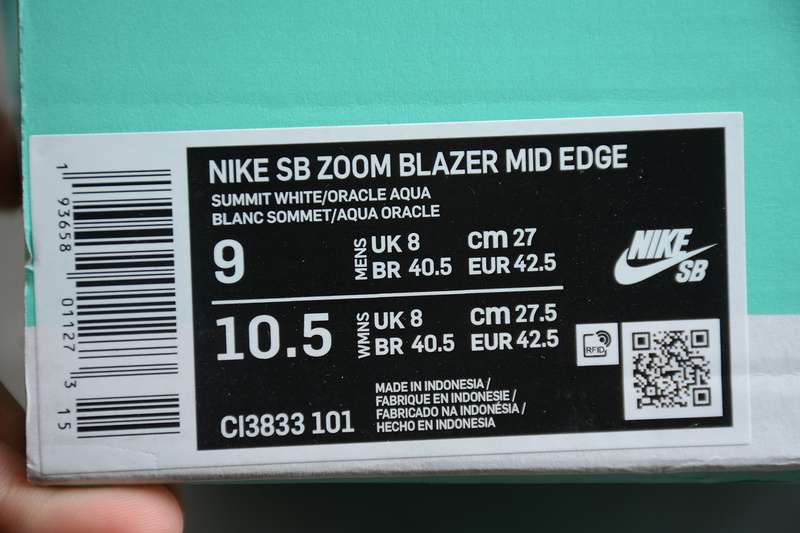 NIKE SB ZOOM BLAZER MID EDGE
SUMMIT WHITE/ORACLE AQUA
BLANC SOMMET/AQUA ORACLE
9 MENS UK 8 cm 27
BR 40.5 EUR 42.5
10.5 WMNS UK 8 cm 27.5
BR 40.5 EUR 42.5
NIKE
SB
RFID
CI3833 101
MADE IN INDONESIA /
FABRIQUE EN INDONESIE /
FABRICADO NA INDONÉSIA /
HECHO EN INDONESIA
1 93658 01127 3 15